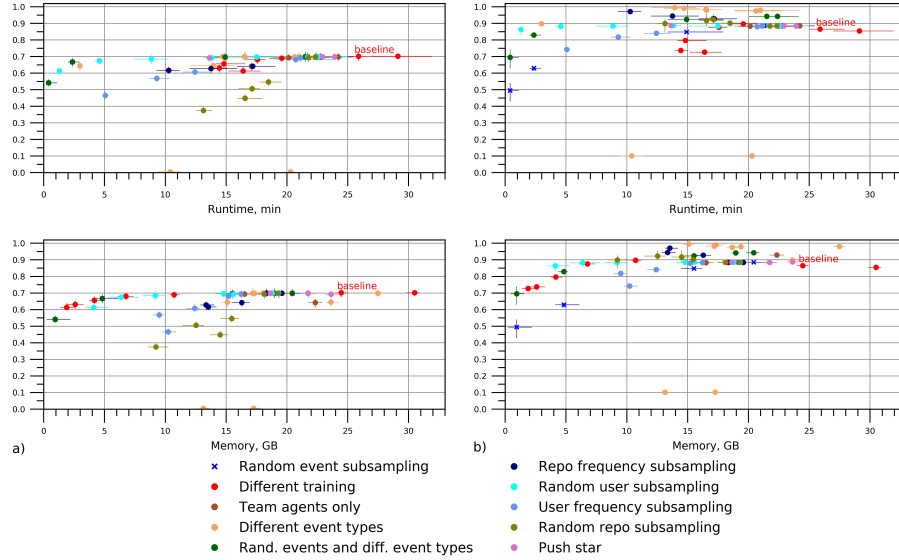 1.0
0.9
0.8
0.7
0.6
0.5
0.4
0.3
0.2
0.1
0.0
0 5 10 15 20 25 30
baseline
Runtime, min
1.0
0.9
0.8
0.7
0.6
0.5
0.4
0.3
0.2
0.1
0.0
0 5 10 15 20 25 30
baseline
Runtime, min
1.0
0.9
0.8
0.7
0.6
0.5
0.4
0.3
0.2
0.1
0.0
0 5 10 15 20 25 30
baseline
Memory, GB
a)
1.0
0.9
0.8
0.7
0.6
0.5
0.4
0.3
0.2
0.1
0.0
0 5 10 15 20 25 30
baseline
Memory, GB
b)
Random event subsampling
Different training
Team agents only
Different event types
Rand. events and diff. event types
Repo frequency subsampling
Random user subsampling
User frequency subsampling
Random repo subsampling
Push star